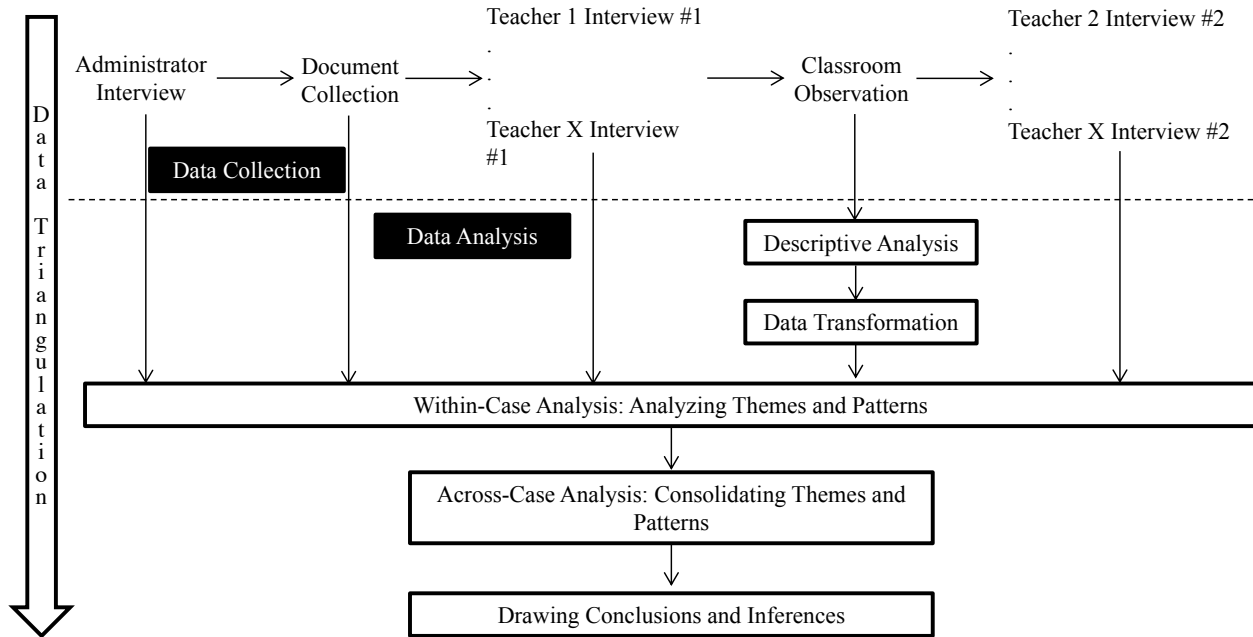 Teacher 1 Interview #1
.
.
.
Teacher X Interview
#1
Teacher 2 Interview #2
.
.
.
Teacher X Interview #2
Administrator
Interview
Document
Collection
Classroom
Observation
Data Collection
Data Analysis
Descriptive Analysis
Data Transformation
Within-Case Analysis: Analyzing Themes and Patterns
Across-Case Analysis: Consolidating Themes and
Patterns
Drawing Conclusions and Inferences
Data Triangulation